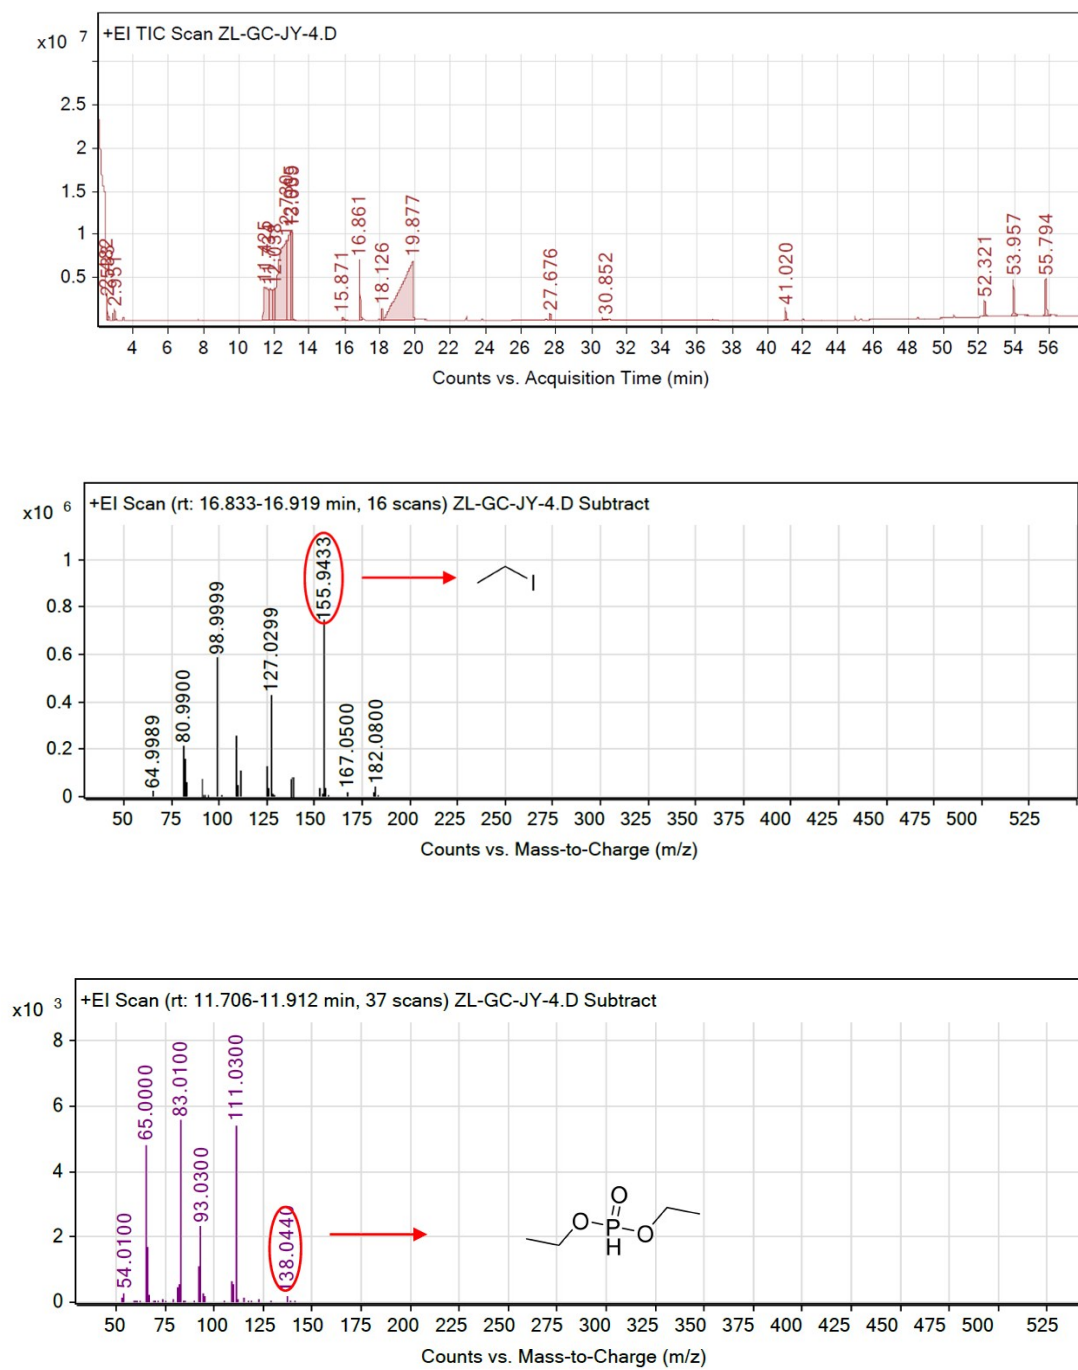 +EI TIC Scan ZL-GC-JY-4.D
x10 7
2.5
2
1.5
1
0.5
2.951
11.425
12.038
13.009
15.871
16.861
18.126
19.877
27.676
30.852
41.020
52.321
53.957
55.794
4 6 8 10 12 14 16 18 20 22 24 26 28 30 32 34 36 38 40 42 44 46 48 50 52 54 56
Counts vs. Acquisition Time (min)
+EI Scan (rt: 16.833-16.919 min, 16 scans) ZL-GC-JY-4.D Subtract
x10 6
1
0.8
0.6
0.4
0.2
0
64.9989
80.9900
98.9999
127.0299
155.9433
167.0500
182.0800
I
50 75 100 125 150 175 200 225 250 275 300 325 350 375 400 425 450 475 500 525
Counts vs. Mass-to-Charge (m/z)
+EI Scan (rt: 11.706-11.912 min, 37 scans) ZL-GC-JY-4.D Subtract
x10 3
8
6
4
2
0
54.0100
65.0000
83.0100
93.0300
111.0300
138.0440
O
O P O
H
50 75 100 125 150 175 200 225 250 275 300 325 350 375 400 425 450 475 500 525
Counts vs. Mass-to-Charge (m/z)